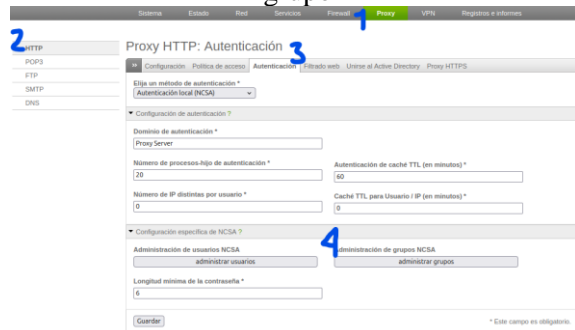 grupo
Sistema Estado Red Servicios Firewall Proxy VPN Registros e Informes
1
2
HTTP
POP3
FTP
SMTP
DNS
Proxy HTTP: Autenticación
3
» Configuración Política de acceso Autenticación Filtrado web Unirse al Active Directory Proxy HTTPS
Elija un método de autenticación *
Autenticación local (NCSA)
Configuración de autenticación ?
Dominio de autenticación *
Proxy Server
Número de procesos-hijo de autenticación * Autenticación de caché TTL (en minutos) *
20 60
Número de IP distintas por usuario * Caché TTL para Usuario / IP (en minutos) *
0 0
Configuración específica de NCSA ?
4
Administración de usuarios NCSA Administración de grupos NCSA
administrar usuarios administrar grupos
Longitud mínima de la contraseña *
6
Guardar * Este campo es obligatorio.